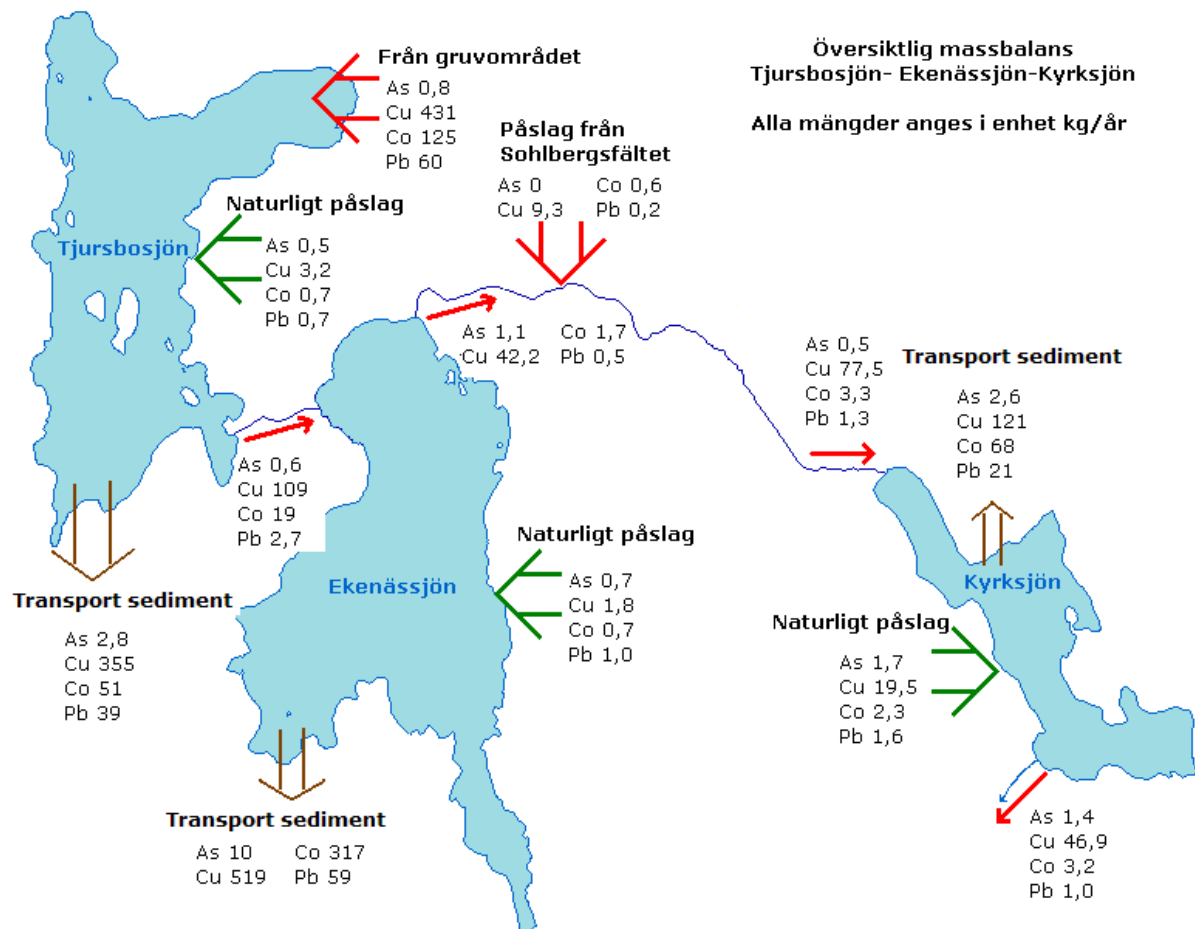 Översiktlig massbalans
Tjursbosjön- Ekenässjön-Kyrksjön
Alla mängder anges i enhet kg/år
Från gruvområdet
As 0,8
Cu 431
Co 125
Pb 60
Påslag från
Sohlbergsfältet
As 0 Co 0,6
Cu 9,3 Pb 0,2
Naturligt påslag
As 0,5
Cu 3,2
Co 0,7
Pb 0,7
Tjursbosjön
As 1,1 Co 1,7
Cu 42,2 Pb 0,5
As 0,5
Cu 77,5
Co 3,3
Pb 1,3
Transport sediment
As 2,6
Cu 121
Co 68
Pb 21
As 0,6
Cu 109
Co 19
Pb 2,7
Naturligt påslag
As 0,7
Cu 1,8
Co 0,7
Pb 1,0
Ekenässjön
Kyrksjön
Transport sediment
As 2,8
Cu 355
Co 51
Pb 39
Naturligt påslag
As 1,7
Cu 19,5
Co 2,3
Pb 1,6
Transport sediment
As 10 Co 317
Cu 519 Pb 59
As 1,4
Cu 46,9
Co 3,2
Pb 1,0